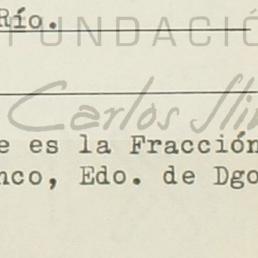 Río.
FUNDACIÓ
Carlos Slim
e es la Fracción
nco, Edo. de Dgo